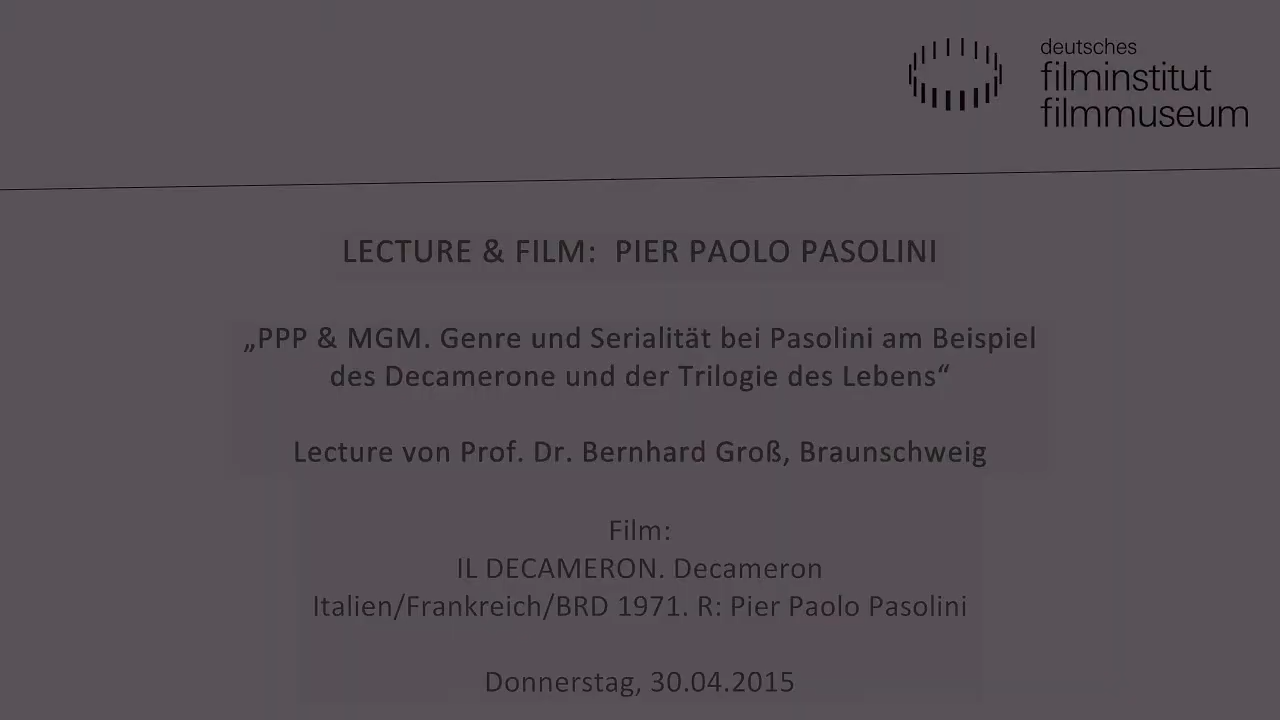 deutsches
filminstitut
filmmuseum
LECTURE & FILM: PIER PAOLO PASOLINI
„PPP & MGM. Genre und Serialität bei Pasolini am Beispiel
des Decamerone und der Trilogie des Lebens“
Lecture von Prof. Dr. Bernhard Groß, Braunschweig
Film:
IL DECAMERON. Decameron
Italien/Frankreich/BRD 1971. R: Pier Paolo Pasolini
Donnerstag, 30.04.2015